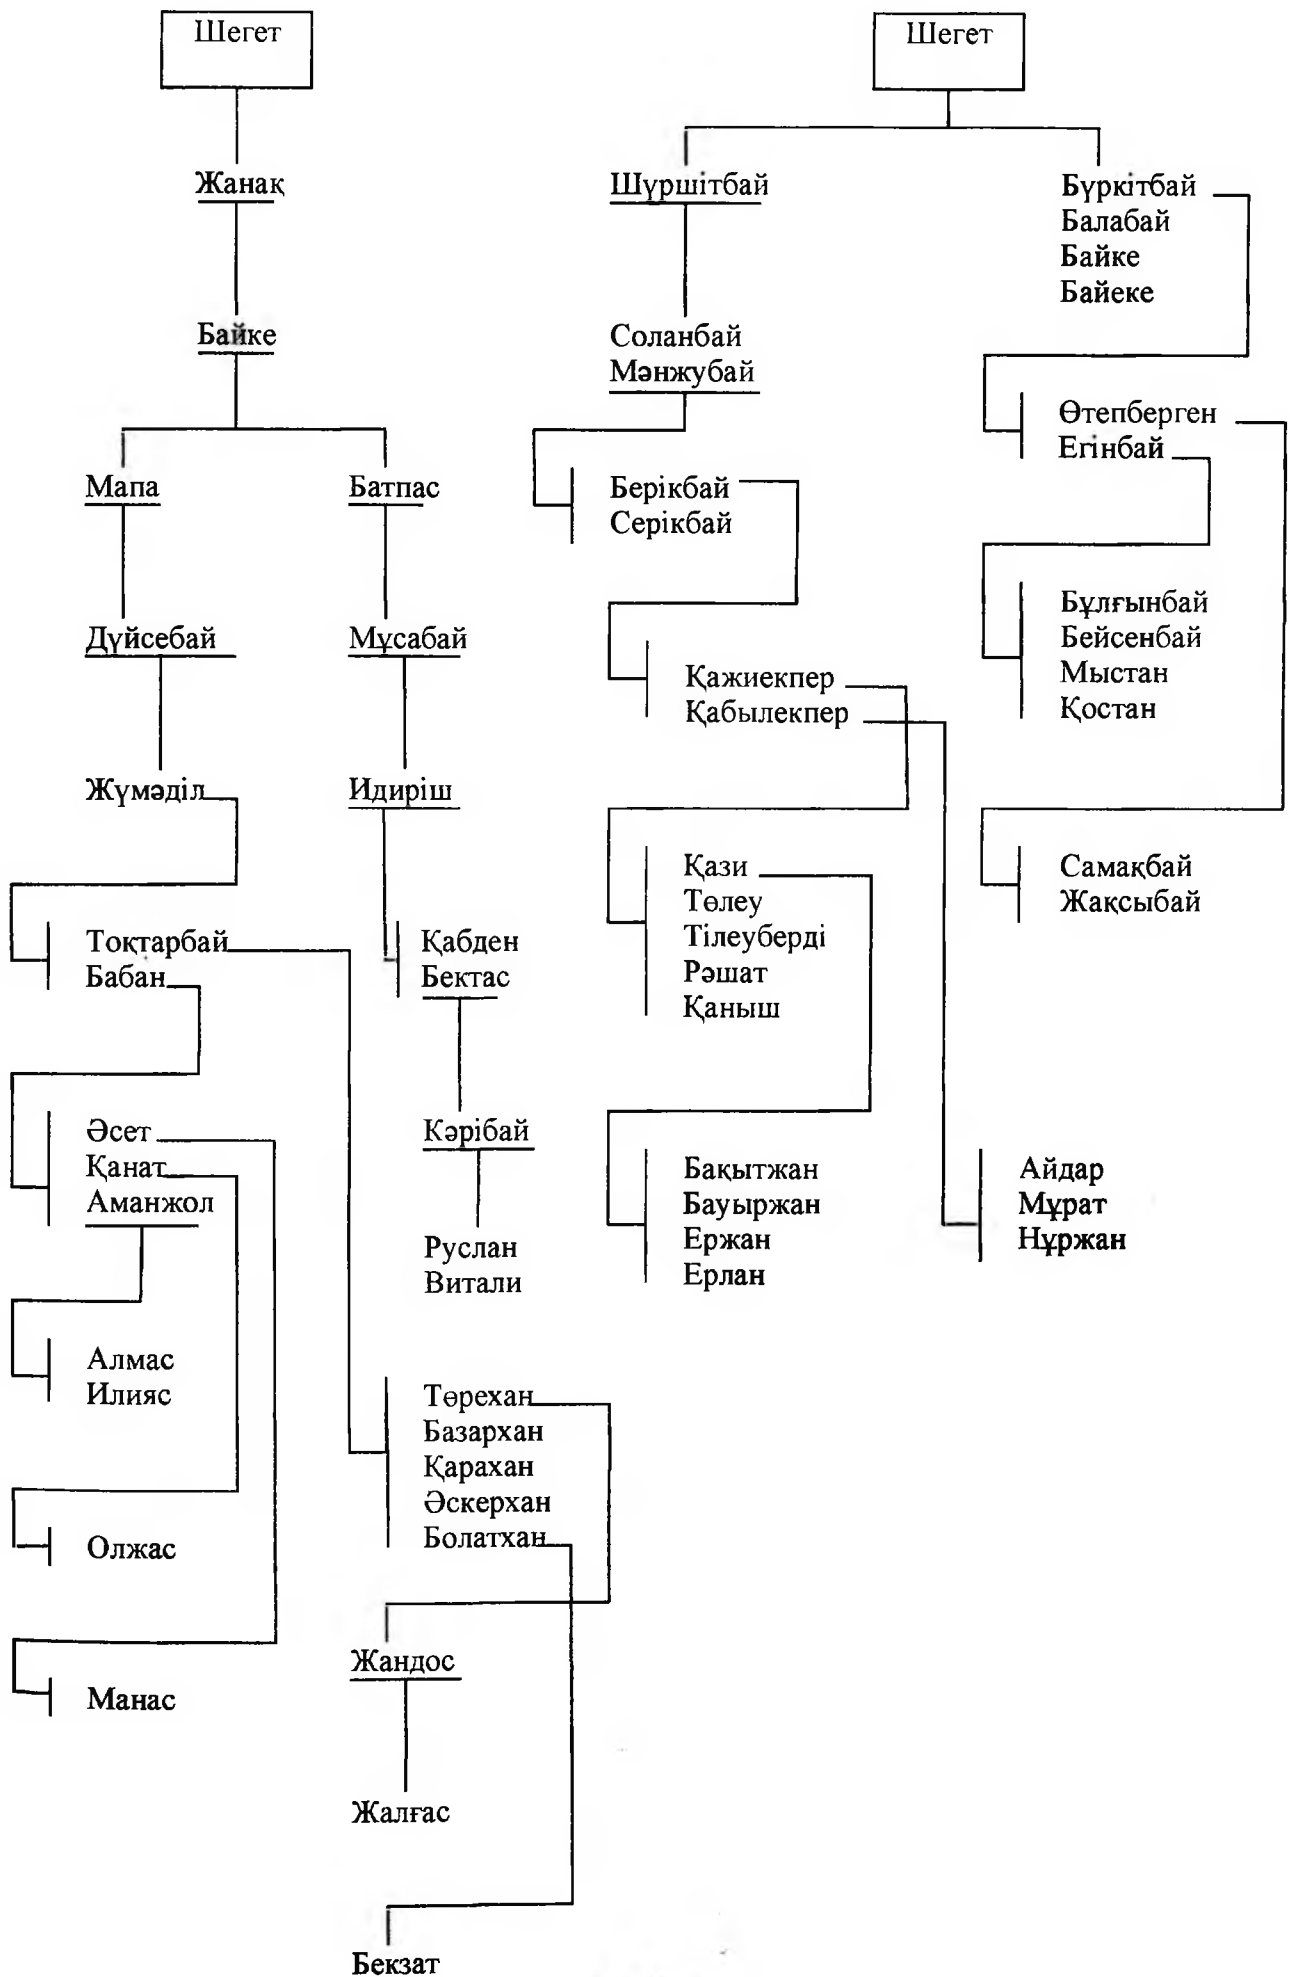 Шегет
Жанақ
Байке
Мапа
Батпас
Дүйсебай
Мұсабай
Жүмәділ
Идиріш
Тоқтарбай
Бабан
Қабден
Бектас
Әсет
Қанат
Аманжол
Кәрібай
Руслан
Витали
Алмас
Илияс
Төрехан
Базархан
Қарахан
Әскерхан
Болатхан
Олжас
Манас
Жандос
Жалғас
Бекзат
Шегет
Шүршітбай
Бүркітбай
Балабай
Байке
Байеке
Соланбай
Мәнжубай
Өтепберген
Егінбай
Берікбай
Серікбай
Бұлғынбай
Бейсенбай
Мыстан
Қостан
Қажиекпер
Қабылекпер
Қази
Төлеу
Тілеуберді
Рәшат
Қаныш
Самақбай
Жақсыбай
Бақытжан
Бауыржан
Ержан
Ерлан
Айдар
Мұрат
Нұржан